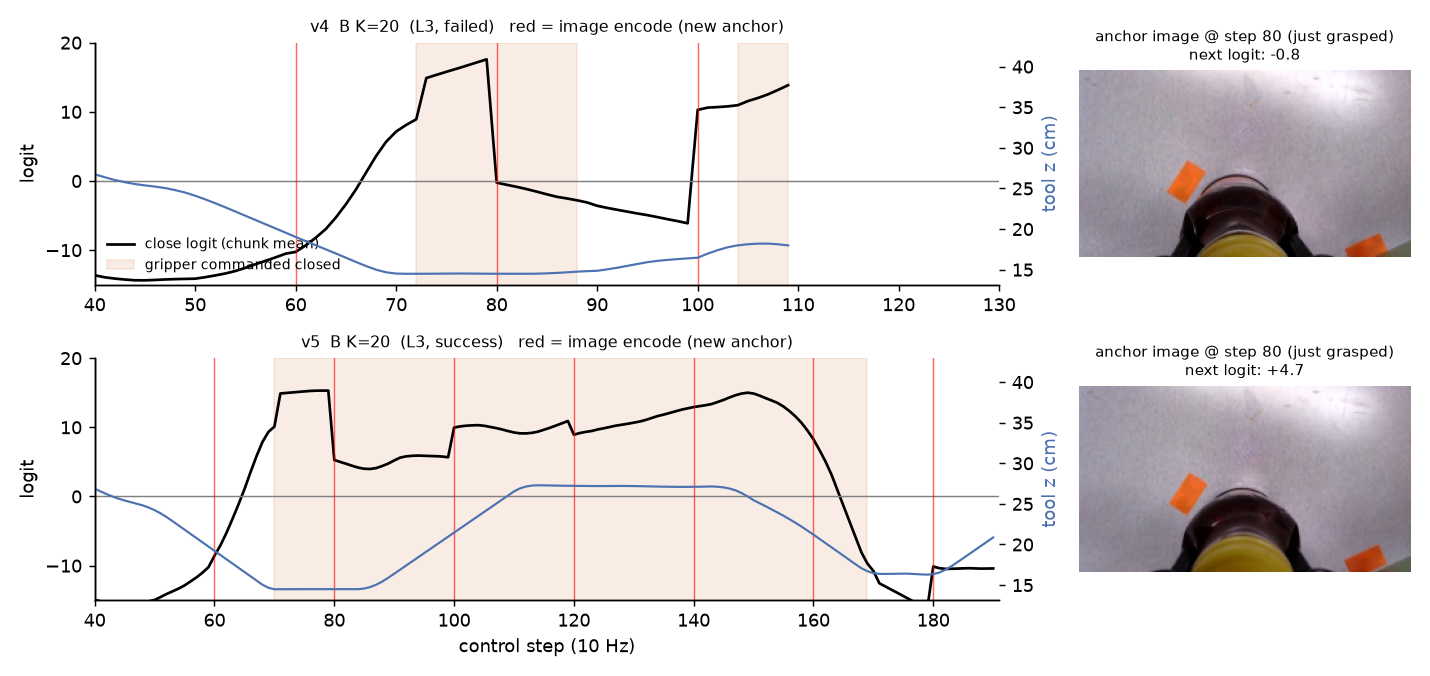 v4  B K=20  (L3, failed)   red = image encode (new anchor)
20
10
0
−10
logit
close logit (chunk mean)
gripper commanded closed
40
35
30
25
20
15
tool z (cm)
40 50 60 70 80 90 100 110 120 130
anchor image @ step 80 (just grasped)
next logit: -0.8
v5  B K=20  (L3, success)   red = image encode (new anchor)
20
10
0
−10
logit
40
35
30
25
20
15
tool z (cm)
40 60 80 100 120 140 160 180
control step (10 Hz)
anchor image @ step 80 (just grasped)
next logit: +4.7